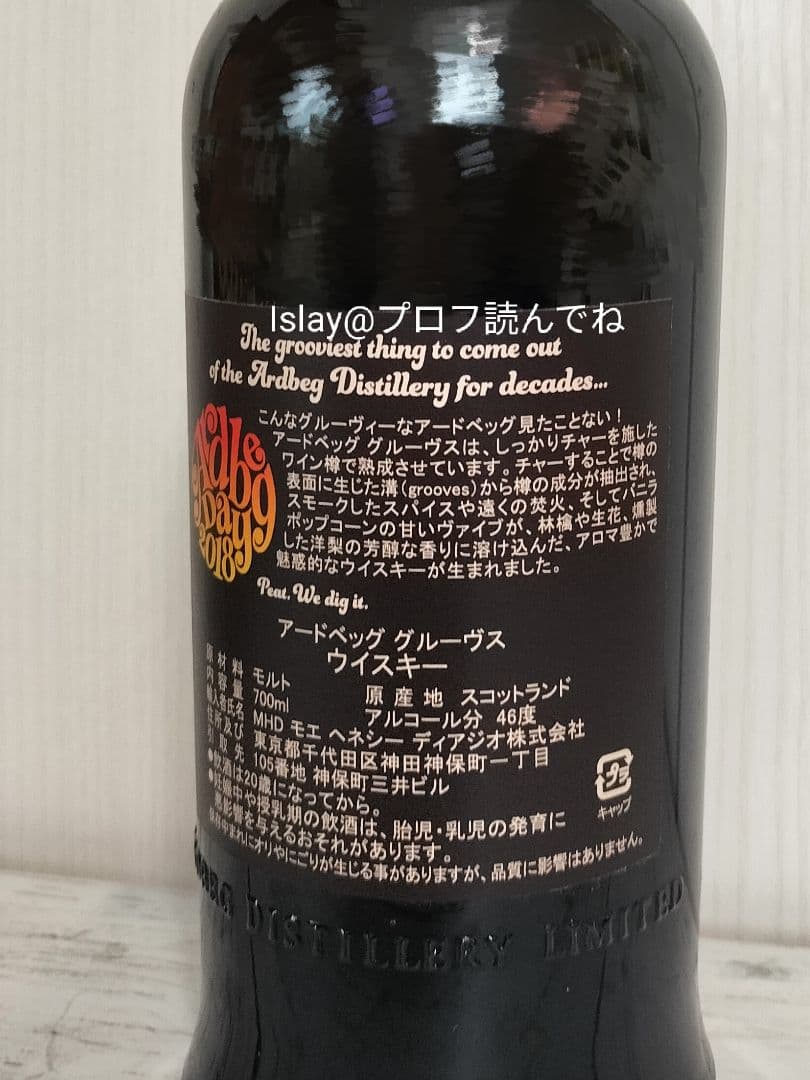 Islay@プロフ読んでね
The grooviest thing to come out
of the Ardbeg Distillery for decades...
こんなグルーヴィーなアードベッグ見たことない！
アードベッグ グルーヴスは、しっかりチャーを施した
ワイン樽で熟成させています。チャーすることで樽の
表面に生じた溝(grooves)から樽の成分が抽出され、
スモークしたスパイスや遠くの焚火、そしてバニラ
ポップコーンの甘いヴァイブが、林檎や生花、燻製
した洋梨の芳醇な香りに溶け込んだ、アロマ豊かで
魅惑的なウイスキーが生まれました。
Ardbeg
Day
2018
Peat. We dig it.
アードベッグ グルーヴス
ウイスキー
原材料 モルト
内容量 700ml 原産地 スコットランド
アルコール分 46度
輸入者氏名 MHD モエ ヘネシー ディアジオ株式会社
住所及び 東京都千代田区神田神保町一丁目
引取先 105番地 神保町三井ビル
●飲酒は20歳になってから。
●妊娠中や授乳期の飲酒は、胎児・乳児の発育に
悪影響を与えるおそれがあります。
保存中まれにオリやにごりが生じる事がありますが、品質に影響はありません。
プラ
キャップ
DISTILLERY LIMITED